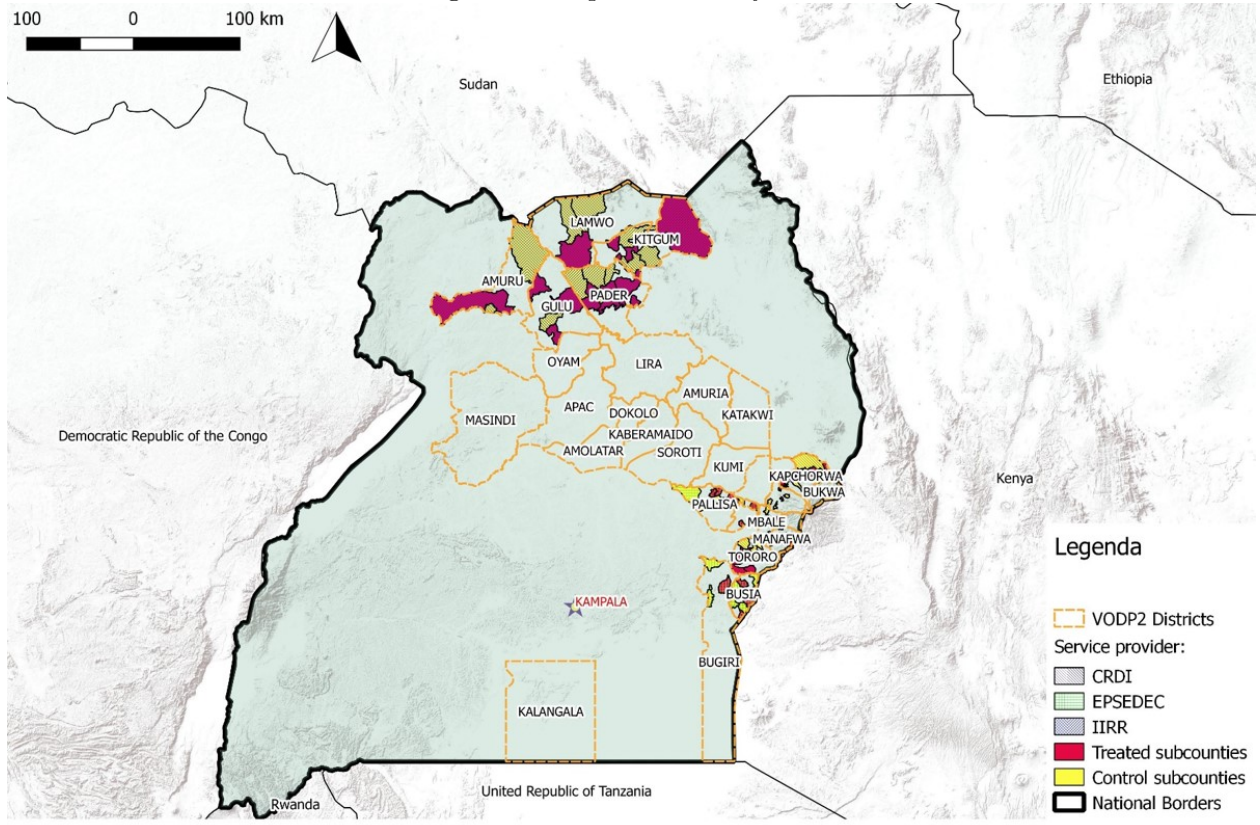 100 0 100 km
Sudan
Ethiopia
LAMWO
KITGUM
AMURU
GULU
PADER
OYAM
LIRA
AMURIA
APAC
DOKOLO
KATAKWI
MASINDI
KABERAMAIDO
Democratic Republic of the Congo
AMOLATAR
SOROTI
KUMI
KAPCHORWA
Kenya
BUKWA
PALLISA
MBALE
MANAFWA
TORORO
BUSIA
KAMPALA
BUGIRI
KALANGALA
United Republic of Tanzania
Rwanda
Legenda
VODP2 Districts
Service provider:
CRDI
EPSEDEC
IIRR
Treated subcounties
Control subcounties
National Borders